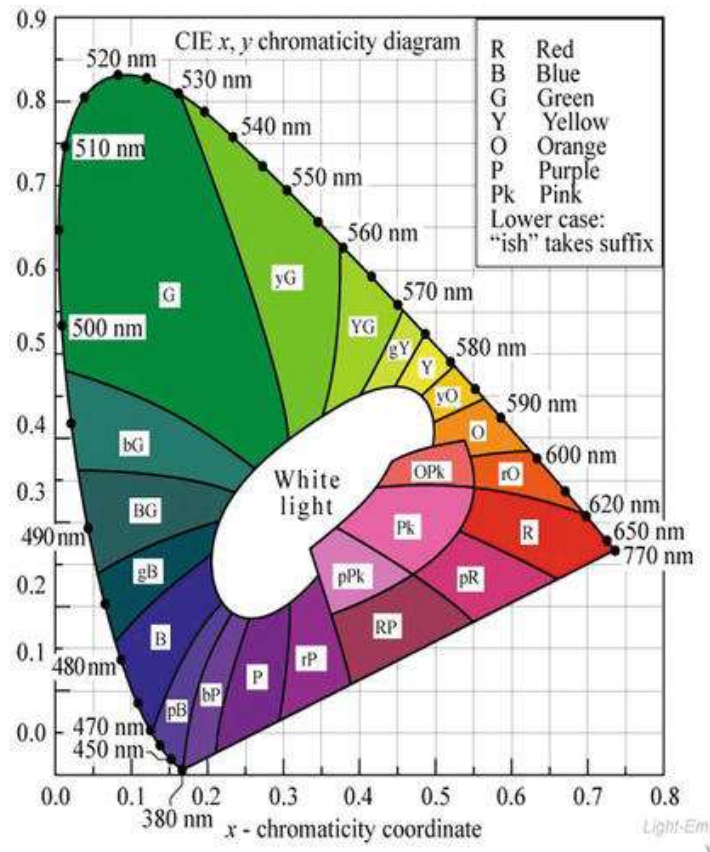 CIE x, y chromaticity diagram
R Red
B Blue
G Green
Y Yellow
O Orange
P Purple
Pk Pink
Lower case:
"ish" takes suffix
0.9
0.8
0.7
0.6
0.5
0.4
0.3
0.2
0.1
0.0
520 nm
530 nm
510 nm
540 nm
550 nm
560 nm
570 nm
500 nm
580 nm
590 nm
600 nm
620 nm
650 nm
770 nm
490 nm
480 nm
470 nm
450 nm
380 nm
G
yG
YG
gY
Y
yO
O
rO
OPk
bG
White
light
BG
Pk
R
gB
pPk
pR
B
RP
rP
P
bP
pB
0.0 0.1 0.2 0.3 0.4 0.5 0.6 0.7 0.8
x - chromaticity coordinate
Light-Em